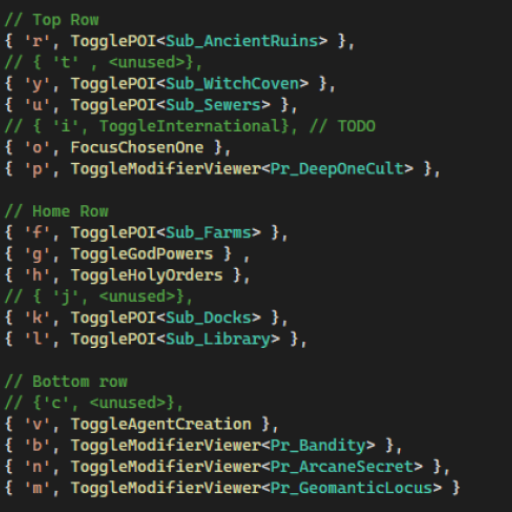 // Top Row
{ 'r', TogglePOI<Sub_AncientRuins> },
// { 't' , <unused>},
{ 'y', TogglePOI<Sub_WitchCoven> },
{ 'u', TogglePOI<Sub_Sewers> },
// { 'i', ToggleInternational}, // TODO
{ 'o', FocusChosenOne },
{ 'p', ToggleModifierViewer<Pr_DeepOneCult> },

// Home Row
{ 'f', TogglePOI<Sub_Farms> },
{ 'g', ToggleGodPowers } ,
{ 'h', ToggleHolyOrders },
// { 'j', <unused>},
{ 'k', TogglePOI<Sub_Docks> },
{ 'l', TogglePOI<Sub_Library> },

// Bottom row
// {'c', <unused>},
{ 'v', ToggleAgentCreation },
{ 'b', ToggleModifierViewer<Pr_Bandity> },
{ 'n', ToggleModifierViewer<Pr_ArcaneSecret> },
{ 'm', ToggleModifierViewer<Pr_GeomanticLocus> }